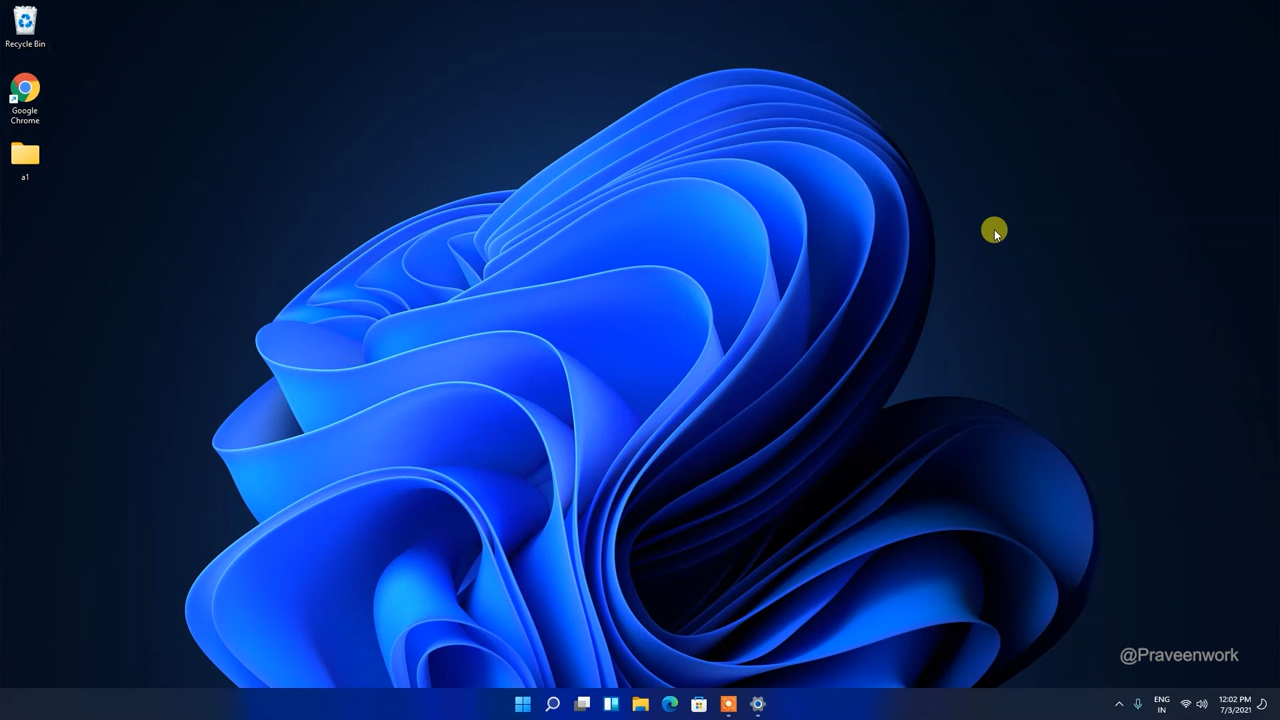 Recycle Bin
Google
Chrome
a1
@Praveenwork
ENG
IN
12:02 PM
7/3/2021